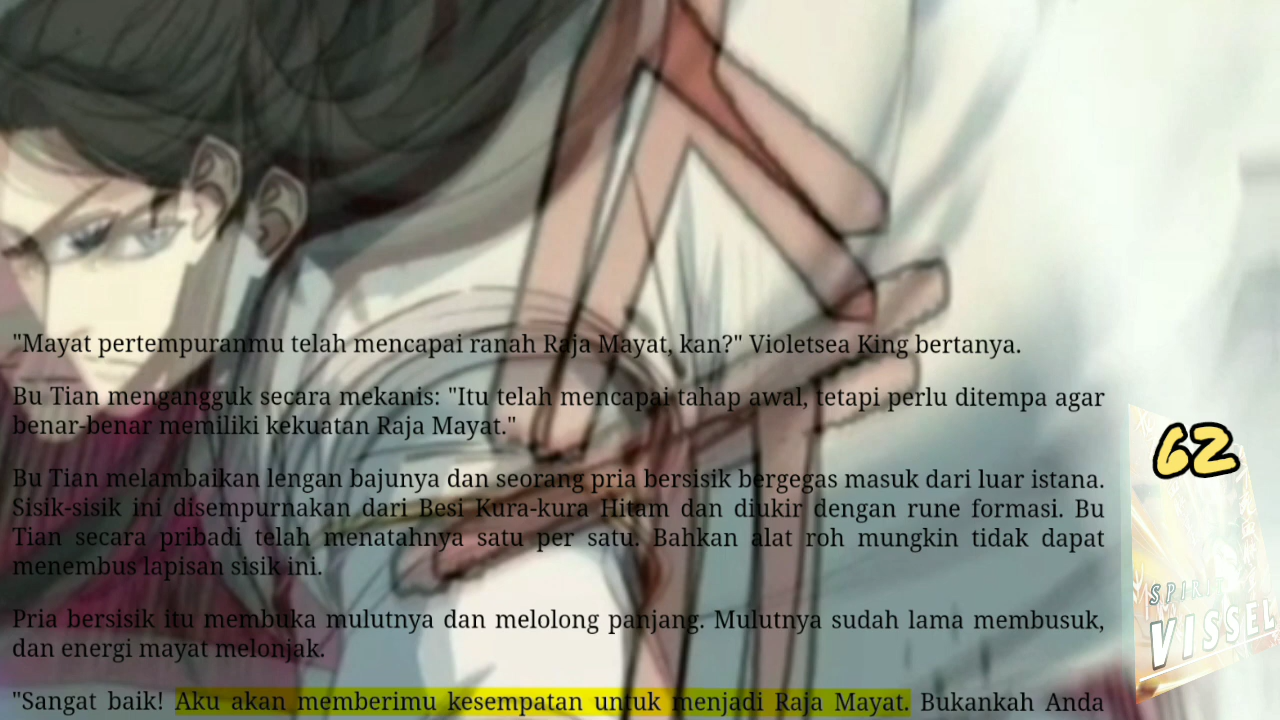 "Mayat pertempuranmu telah mencapai ranah Raja Mayat, kan?" Violetsea King bertanya.
Bu Tian mengangguk secara mekanis: "Itu telah mencapai tahap awal, tetapi perlu ditempa agar
benar-benar memiliki kekuatan Raja Mayat."
Bu Tian melambaikan lengan bajunya dan seorang pria bersisik bergegas masuk dari luar istana.
Sisik-sisik ini disempurnakan dari Besi Kura-kura Hitam dan diukir dengan rune formasi. Bu
Tian secara pribadi telah menatahnya satu per satu. Bahkan alat roh mungkin tidak dapat
menembus lapisan sisik ini.
Pria bersisik itu membuka mulutnya dan melolong panjang. Mulutnya sudah lama membusuk,
dan energi mayat melonjak.
"Sangat baik! Aku akan memberimu kesempatan untuk menjadi Raja Mayat. Bukankah Anda
62
SPIRIT
VISSEL